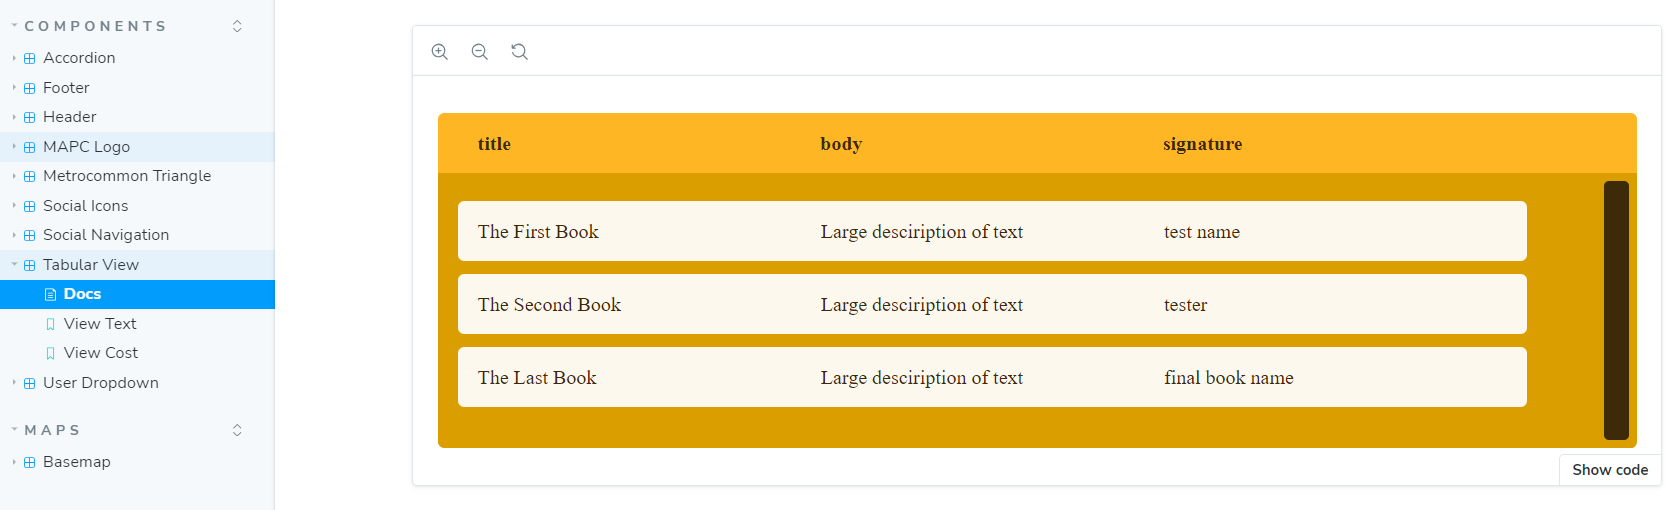 COMPONENTS
Accordion
Footer
Header
MAPC Logo
Metrocommon Triangle
Social Icons
Social Navigation
Tabular View
Docs
View Text
View Cost
User Dropdown
MAPS
Basemap
title body signature
The First Book Large desciription of text test name
The Second Book Large desciription of text tester
The Last Book Large desciription of text final book name
Show code